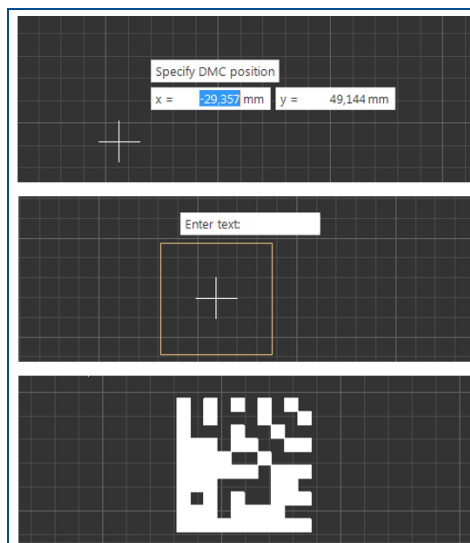 Specify DMC position
x = -29,357 mm y = 49,144 mm
Enter text: